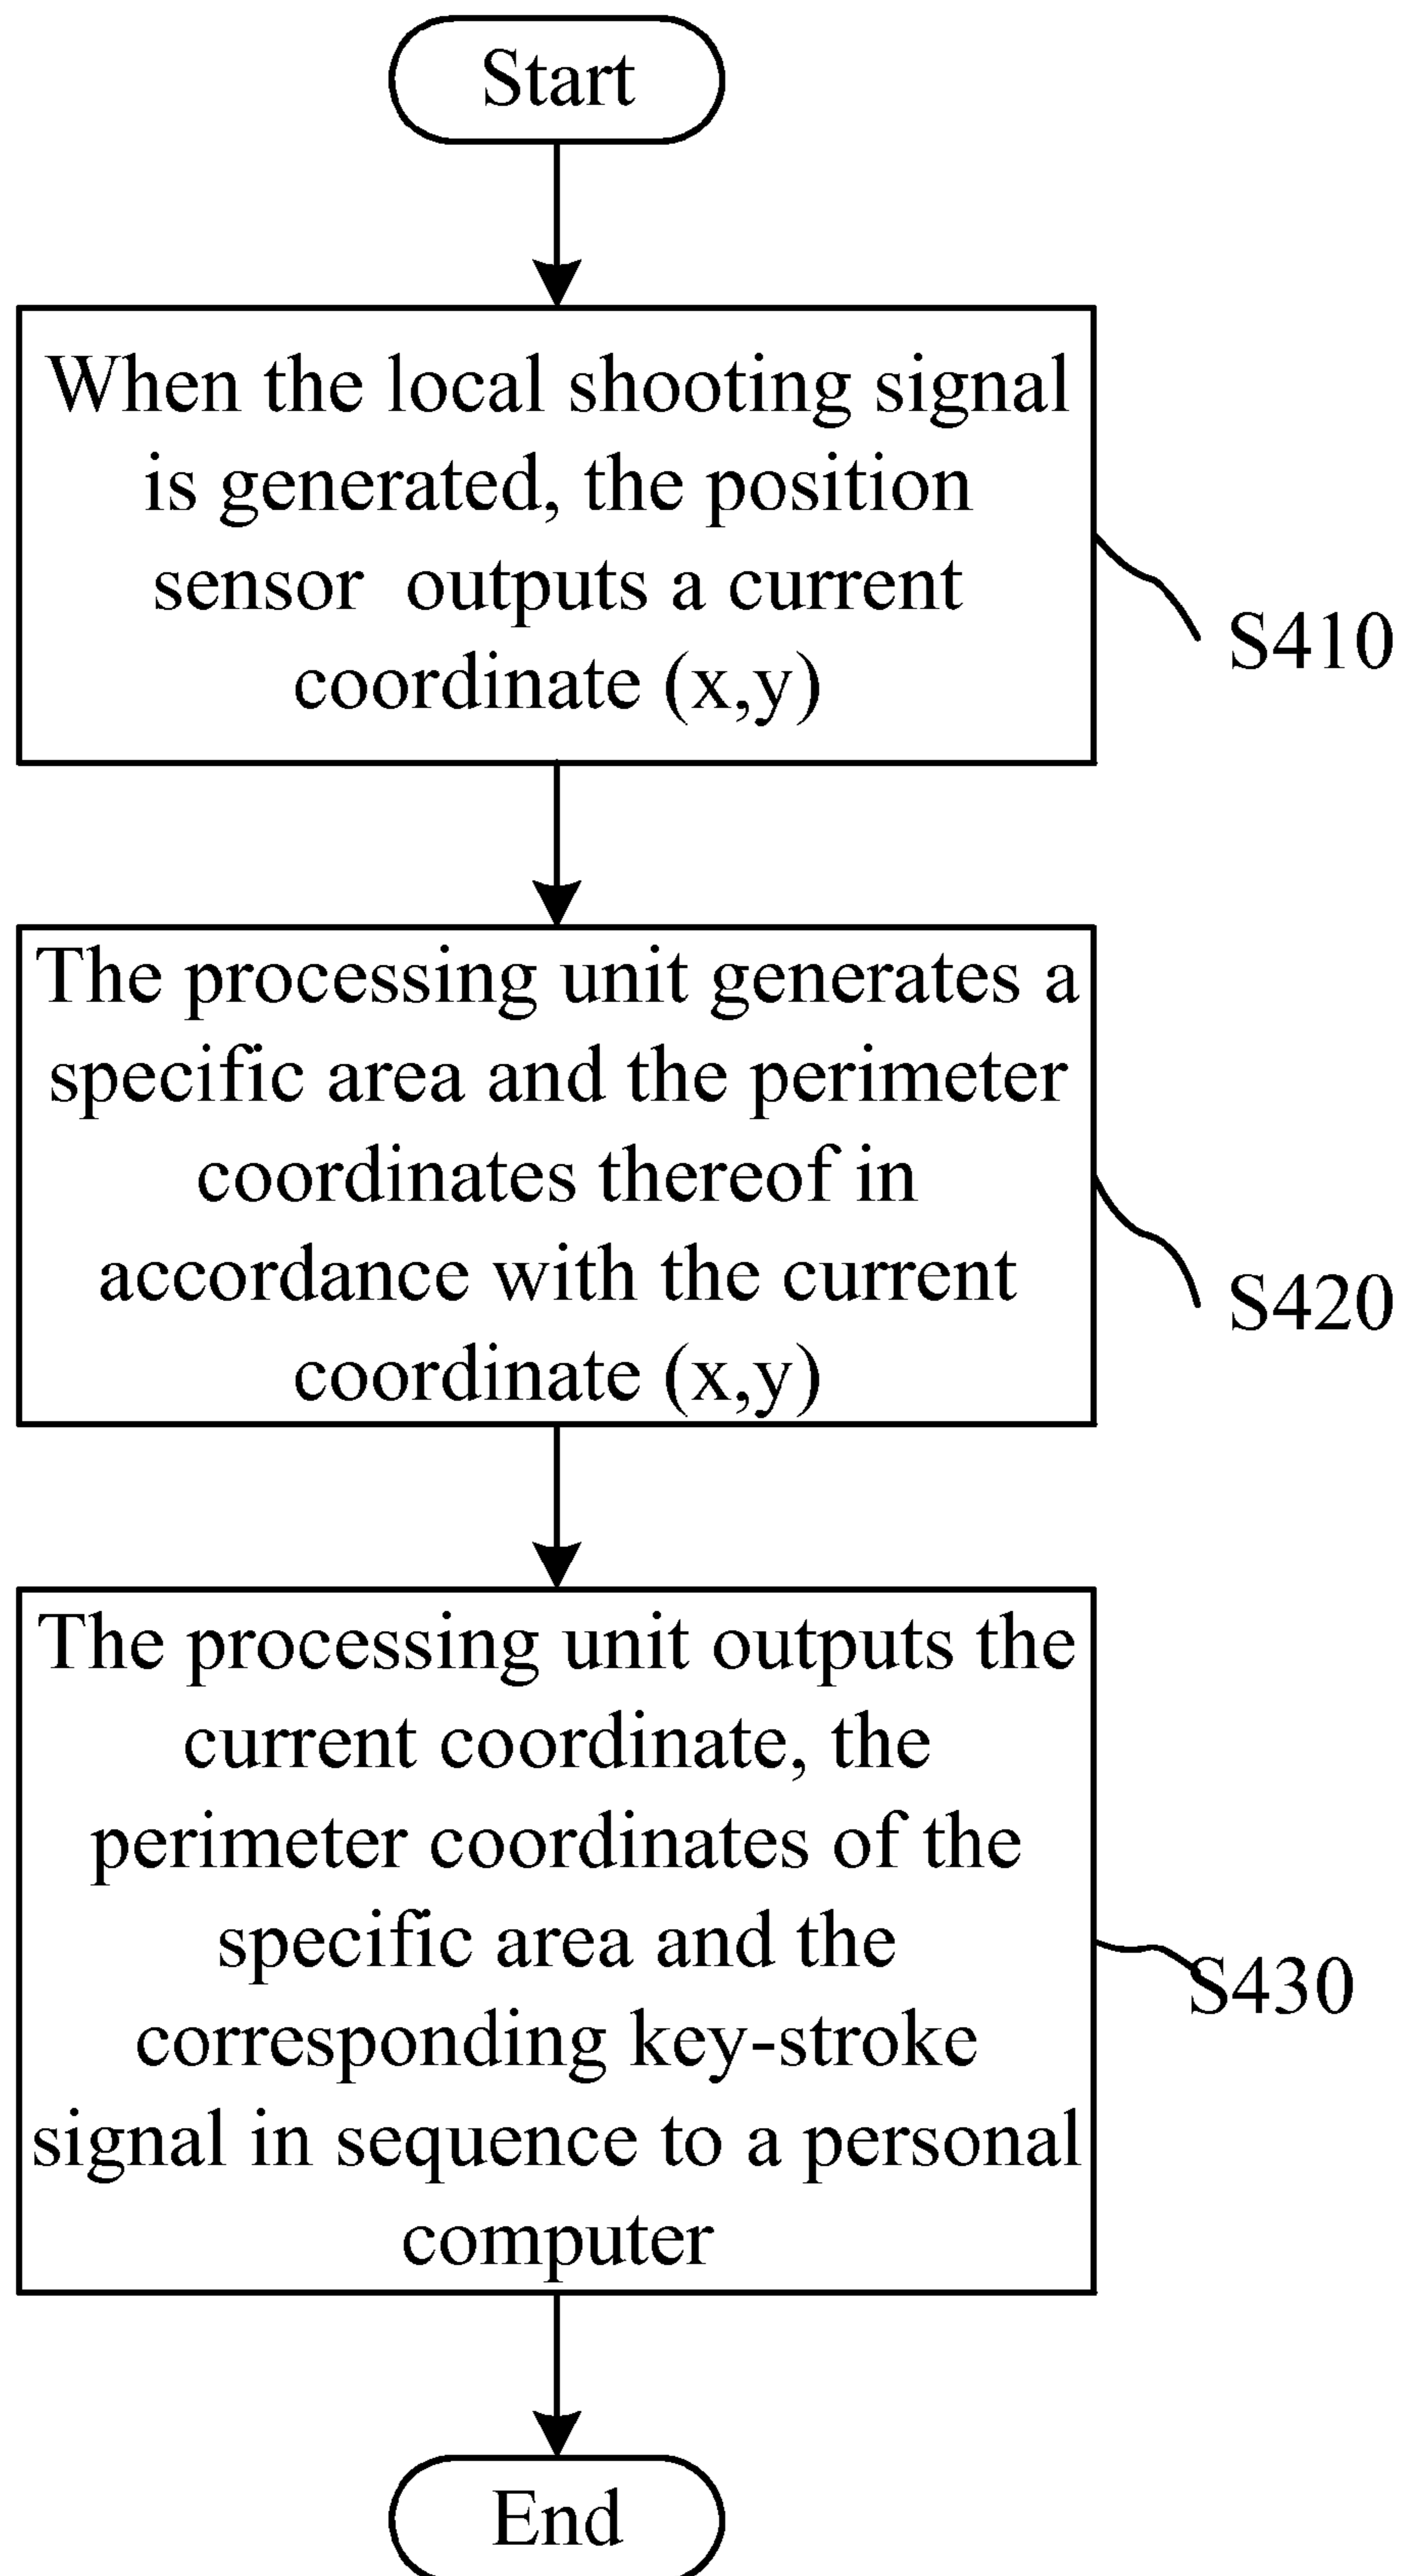 Start
When the local shooting signal
is generated, the position
sensor outputs a current
coordinate (x,y)
S410
The processing unit generates a
specific area and the perimeter
coordinates thereof in
accordance with the current
coordinate (x,y)
S420
The processing unit outputs the
current coordinate, the
perimeter coordinates of the
specific area and the
corresponding key-stroke
signal in sequence to a personal
computer
S430
End